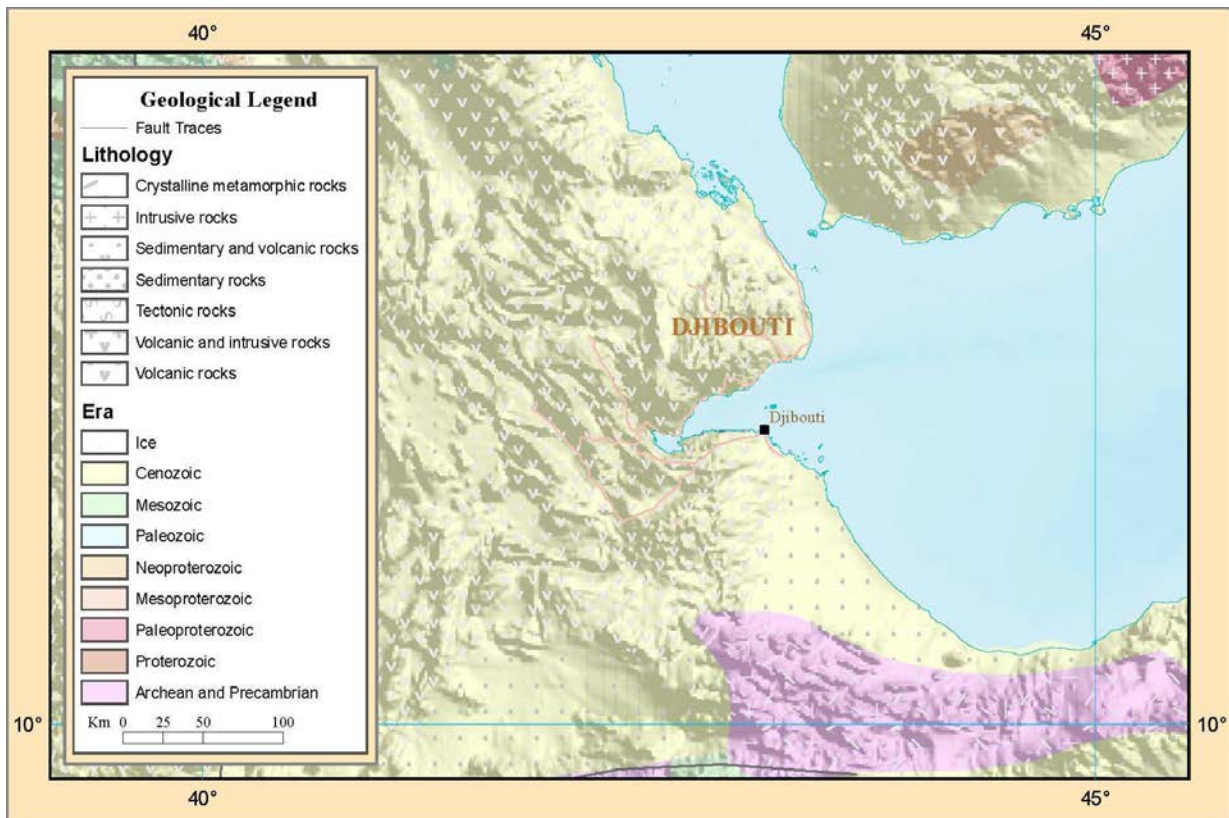 40°
45°
Geological Legend
Fault Traces
Lithology
Crystalline metamorphic rocks
Intrusive rocks
Sedimentary and volcanic rocks
Sedimentary rocks
Tectonic rocks
Volcanic and intrusive rocks
Volcanic rocks
Era
Ice
Cenozoic
Mesozoic
Paleozoic
Neoproterozoic
Mesoproterozoic
Paleoproterozoic
Proterozoic
Archean and Precambrian
Km 0 25 50 100
DJIBOUTI
Djibouti
10°
10°
40°
45°